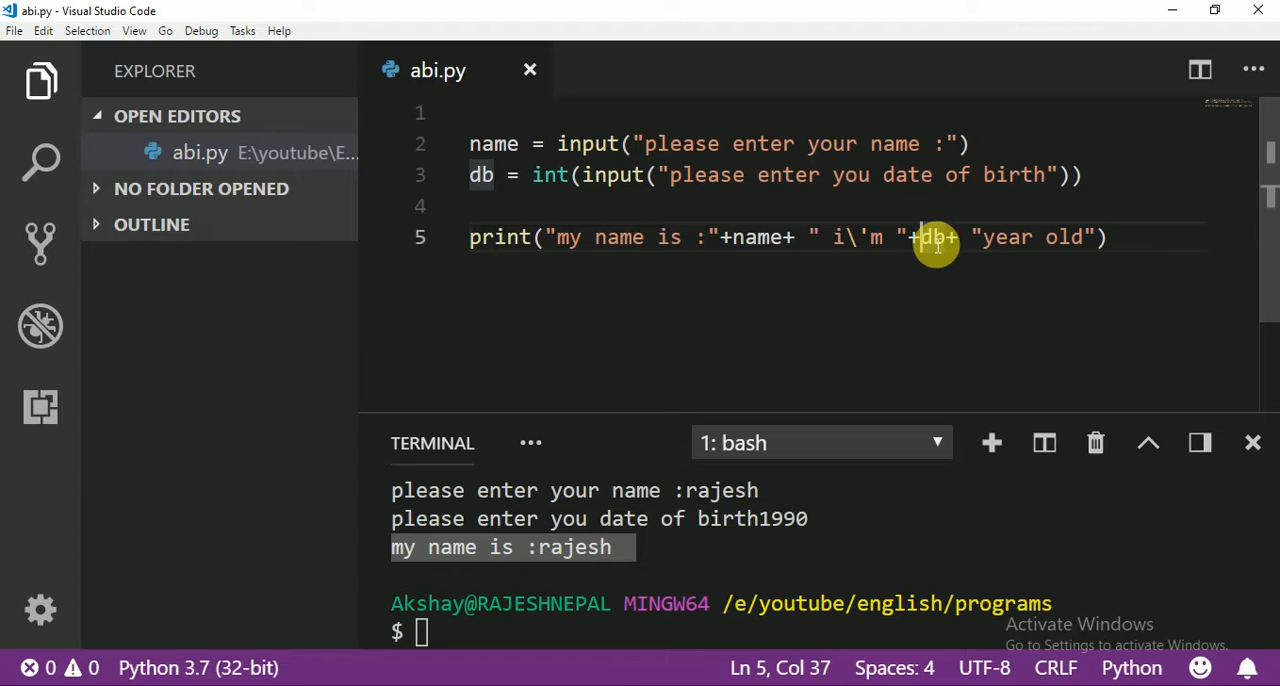 abi.py - Visual Studio Code
File Edit Selection View Go Debug Tasks Help
EXPLORER
OPEN EDITORS
abi.py E:\youtube\E...
NO FOLDER OPENED
OUTLINE
abi.py
1
2 name = input("please enter your name :")
3 db = int(input("please enter you date of birth"))
4
5 print("my name is :"+name+ " i\'m "+db+ "year old")
TERMINAL ... 1: bash
please enter your name :rajesh
please enter you date of birth1990
my name is :rajesh
Akshay@RAJESHNEPAL MINGW64 /e/youtube/english/programs
$
Activate Windows
Go to Settings to activate Windows.
0 0 Python 3.7 (32-bit) Ln 5, Col 37 Spaces: 4 UTF-8 CRLF Python